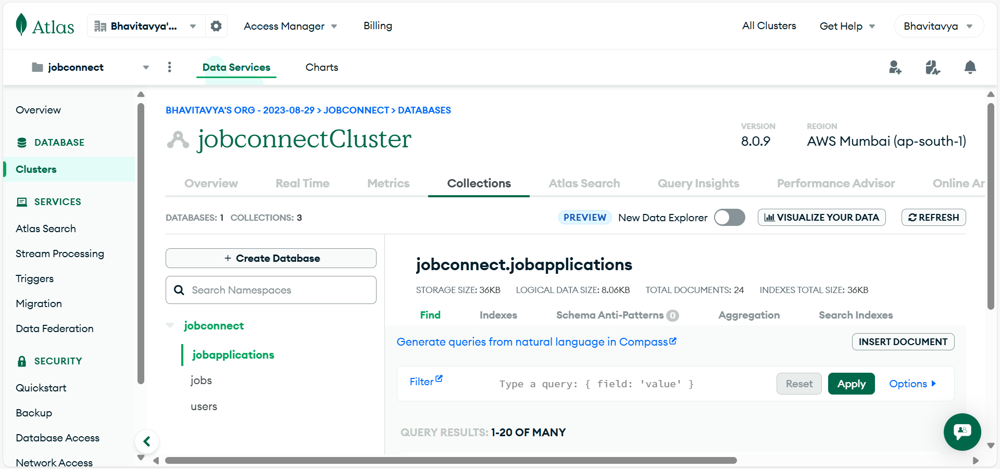 Atlas
Bhavitavya'...
Access Manager
Billing
All Clusters
Get Help
Bhavitavya
jobconnect
Data Services
Charts
Overview
DATABASE
Clusters
SERVICES
Atlas Search
Stream Processing
Triggers
Migration
Data Federation
SECURITY
Quickstart
Backup
Database Access
Network Access
BHAVITAVYA'S ORG - 2023-08-29 > JOBCONNECT > DATABASES
jobconnectCluster
VERSION
8.0.9
REGION
AWS Mumbai (ap-south-1)
Overview
Real Time
Metrics
Collections
Atlas Search
Query Insights
Performance Advisor
Online Ar
DATABASES: 1 COLLECTIONS: 3
PREVIEW
New Data Explorer
VISUALIZE YOUR DATA
REFRESH
+ Create Database
Search Namespaces
jobconnect
jobapplications
jobs
users
jobconnect.jobapplications
STORAGE SIZE: 36KB LOGICAL DATA SIZE: 8.06KB TOTAL DOCUMENTS: 24 INDEXES TOTAL SIZE: 36KB
Find
Indexes
Schema Anti-Patterns 0
Aggregation
Search Indexes
Generate queries from natural language in Compass
INSERT DOCUMENT
Filter
Type a query: { field: 'value' }
Reset
Apply
Options
QUERY RESULTS: 1-20 OF MANY